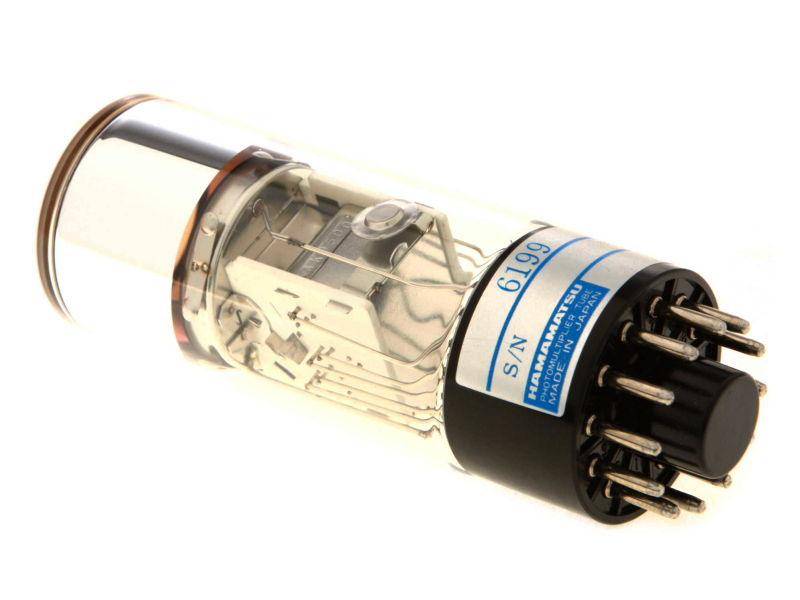 S/N 6199
HAMAMATSU
PHOTOMULTIPLIER TUBE
MADE IN JAPAN